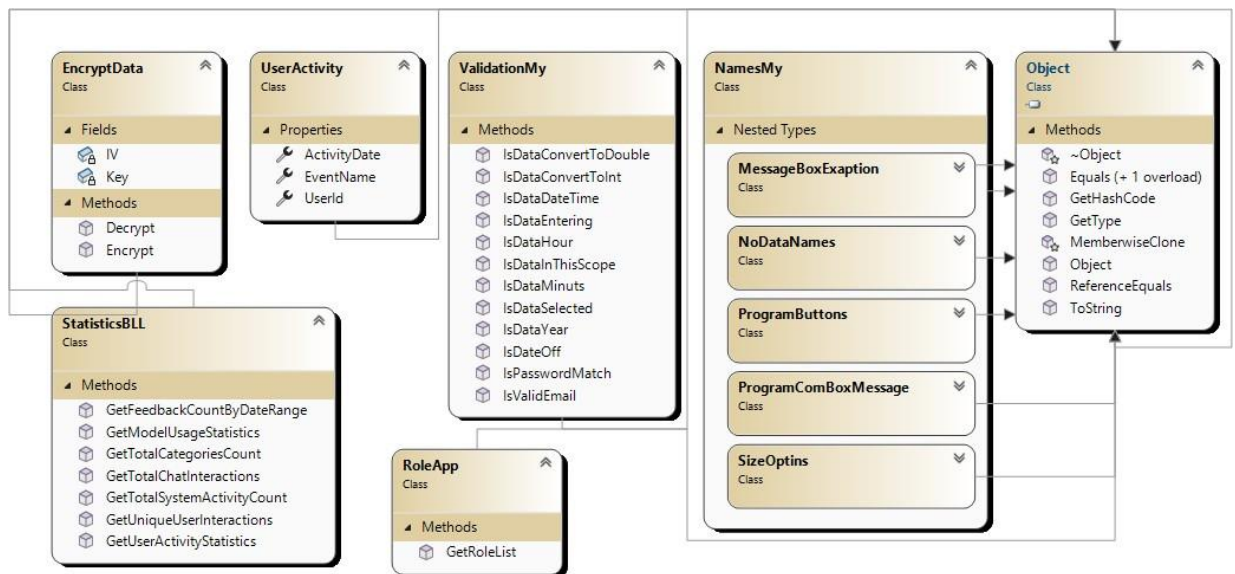 EncryptData
Class
Fields
IV
Key
Methods
Decrypt
Encrypt
UserActivity
Class
Properties
ActivityDate
EventName
UserId
ValidationMy
Class
Methods
IsDataConvertToDouble
IsDataConvertToInt
IsDataDateTime
IsDataEntering
IsDataHour
IsDataInThisScope
IsDataMinuts
IsDataSelected
IsDataYear
IsDateOff
IsPasswordMatch
IsValidEmail
NamesMy
Class
Nested Types
MessageBoxExaption
Class
NoDataNames
Class
ProgramButtons
Class
ProgramComBoxMessage
Class
SizeOptins
Class
Object
Class
Methods
~Object
Equals (+ 1 overload)
GetHashCode
GetType
MemberwiseClone
Object
ReferenceEquals
ToString
StatisticsBLL
Class
Methods
GetFeedbackCountByDateRange
GetModelUsageStatistics
GetTotalCategoriesCount
GetTotalChatInteractions
GetTotalSystemActivityCount
GetUniqueUserInteractions
GetUserActivityStatistics
RoleApp
Class
Methods
GetRoleList